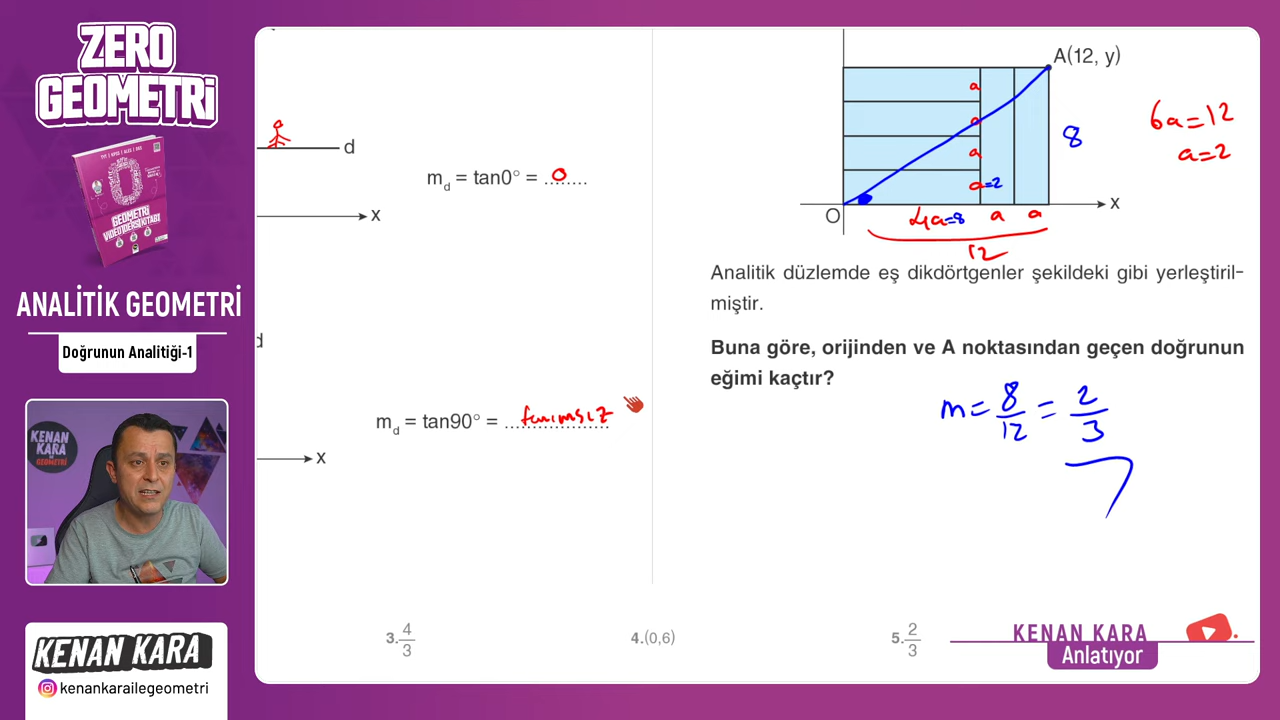 ZERO
GEOMETRİ
GEOMETRİ
VİDEO DERS KİTABI
ANALİTİK GEOMETRİ
Doğrunun Analitiği-1
KENAN
KARA
GEOMETRİ
KENAN KARA
kenankarailegeometri
d
m_d = tan0° = ...0.....
x
d
m_d = tan90° = ...tanımsız...
x
A(12, y)
a
a
a
a=2
8
6a=12
a=2
O
x
4a=8
a
a
12
Analitik düzlemde eş dikdörtgenler şekildeki gibi yerleştiril-
miştir.
Buna göre, orijinden ve A noktasından geçen doğrunun
eğimi kaçtır?
m = 8/12 = 2/3
3. 4/3
4.(0,6)
5. 2/3
KENAN KARA
Anlatıyor